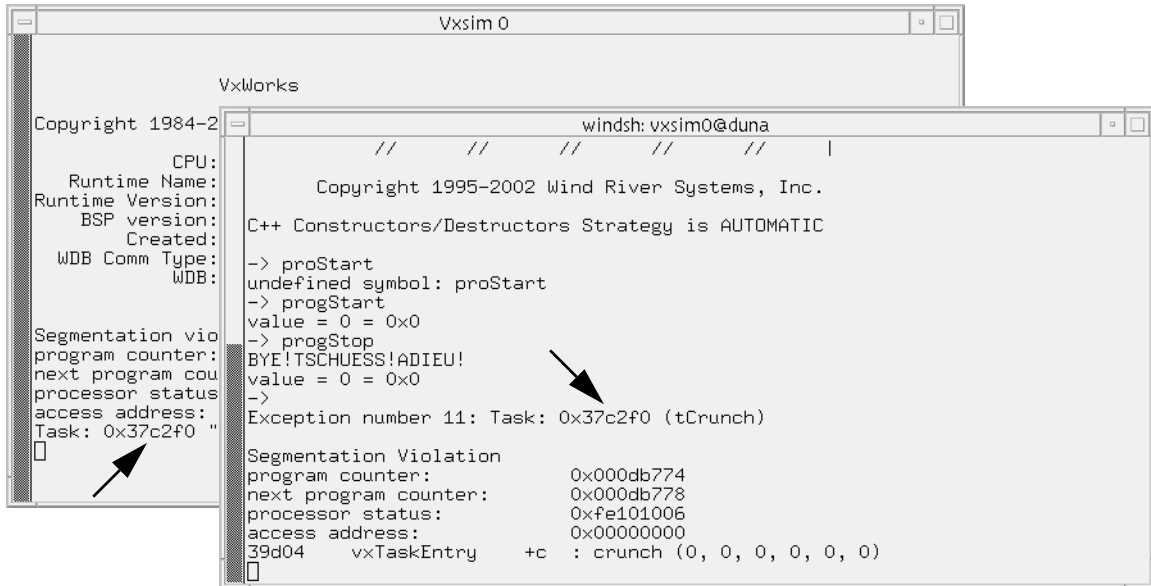 Vxsim 0
VxWorks
Copyright 1984-2
CPU:
Runtime Name:
Runtime Version:
BSP version:
Created:
WDB Comm Type:
WDB:
Segmentation vio
program counter:
next program cou
processor status
access address:
Task: 0x37c2f0 "
windsh: vxsim0@duna
//       //       //       //       //       |
Copyright 1995-2002 Wind River Systems, Inc.
C++ Constructors/Destructors Strategy is AUTOMATIC
-> proStart
undefined symbol: proStart
-> progStart
value = 0 = 0x0
-> progStop
BYE!TSCHUESS!ADIEU!
value = 0 = 0x0
->
Exception number 11: Task: 0x37c2f0 (tCrunch)
Segmentation Violation
program counter:            0x000db774
next program counter:       0x000db778
processor status:           0xfe101006
access address:             0x00000000
39d04    vxTaskEntry    +c  : crunch (0, 0, 0, 0, 0, 0)